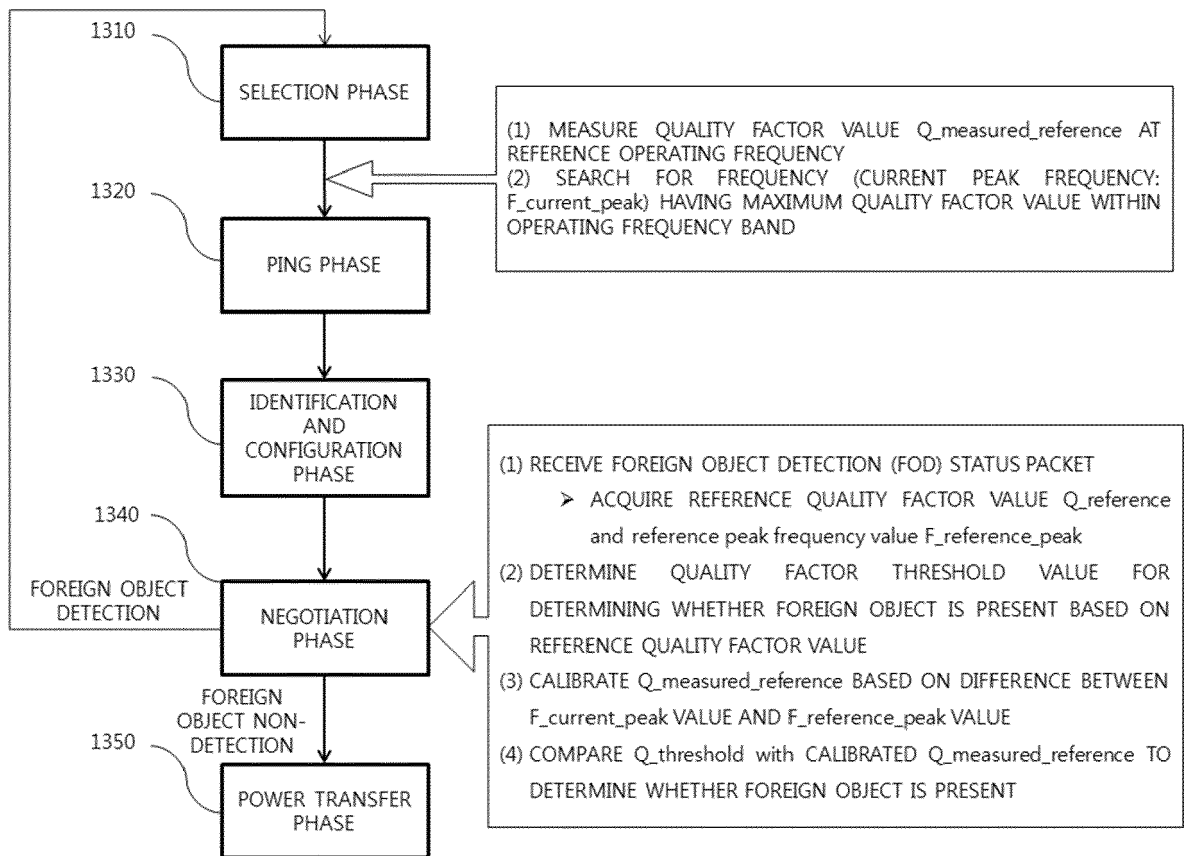 1310
SELECTION PHASE
(1) MEASURE QUALITY FACTOR VALUE Q_measured_reference AT
REFERENCE OPERATING FREQUENCY
(2) SEARCH FOR FREQUENCY (CURRENT PEAK FREQUENCY:
F_current_peak) HAVING MAXIMUM QUALITY FACTOR VALUE WITHIN
OPERATING FREQUENCY BAND
1320
PING PHASE
1330
IDENTIFICATION
AND
CONFIGURATION
PHASE
1340
FOREIGN OBJECT
DETECTION
NEGOTIATION
PHASE
(1) RECEIVE FOREIGN OBJECT DETECTION (FOD) STATUS PACKET
➢ ACQUIRE REFERENCE QUALITY FACTOR VALUE Q_reference
and reference peak frequency value F_reference_peak
(2) DETERMINE QUALITY FACTOR THRESHOLD VALUE FOR
DETERMINING WHETHER FOREIGN OBJECT IS PRESENT BASED ON
REFERENCE QUALITY FACTOR VALUE
(3) CALIBRATE Q_measured_reference BASED ON DIFFERENCE BETWEEN
F_current_peak VALUE AND F_reference_peak VALUE
(4) COMPARE Q_threshold with CALIBRATED Q_measured_reference TO
DETERMINE WHETHER FOREIGN OBJECT IS PRESENT
FOREIGN
OBJECT NON-
DETECTION
1350
POWER TRANSFER
PHASE